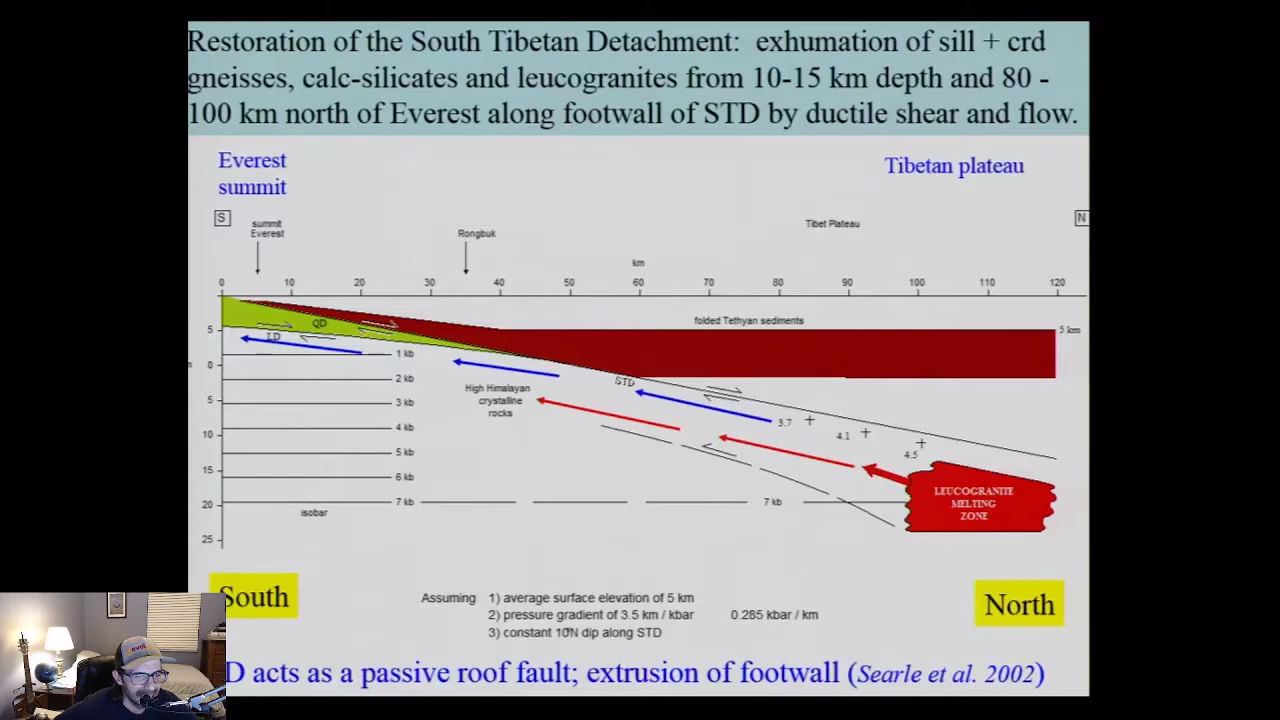 Restoration of the South Tibetan Detachment: exhumation of sill + crd
gneisses, calc-silicates and leucogranites from 10-15 km depth and 80 -
100 km north of Everest along footwall of STD by ductile shear and flow.
Everest
summit
Tibetan plateau
S
N
summit
Everest
Rongbuk
Tibet Plateau
km
0 10 20 30 40 50 60 70 80 90 100 110 120
QD
folded Tethyan sediments
5 km
5
LD
1 kb
0
2 kb
STD
High Himalayan
crystalline
rocks
5
3 kb
3.7
4.1
4.5
10
4 kb
5 kb
15
6 kb
LEUCOGRANITE
MELTING
ZONE
20
7 kb
7 kb
isobar
25
South
North
Assuming 1) average surface elevation of 5 km
2) pressure gradient of 3.5 km / kbar 0.285 kbar / km
3) constant 10°N dip along STD
D acts as a passive roof fault; extrusion of footwall (Searle et al. 2002)